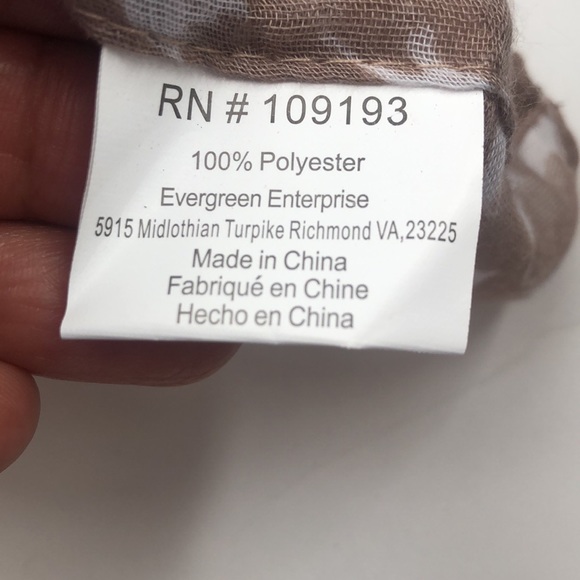 RN # 109193
100% Polyester
Evergreen Enterprise
5915 Midlothian Turpike Richmond VA,23225
Made in China
Fabriqué en Chine
Hecho en China